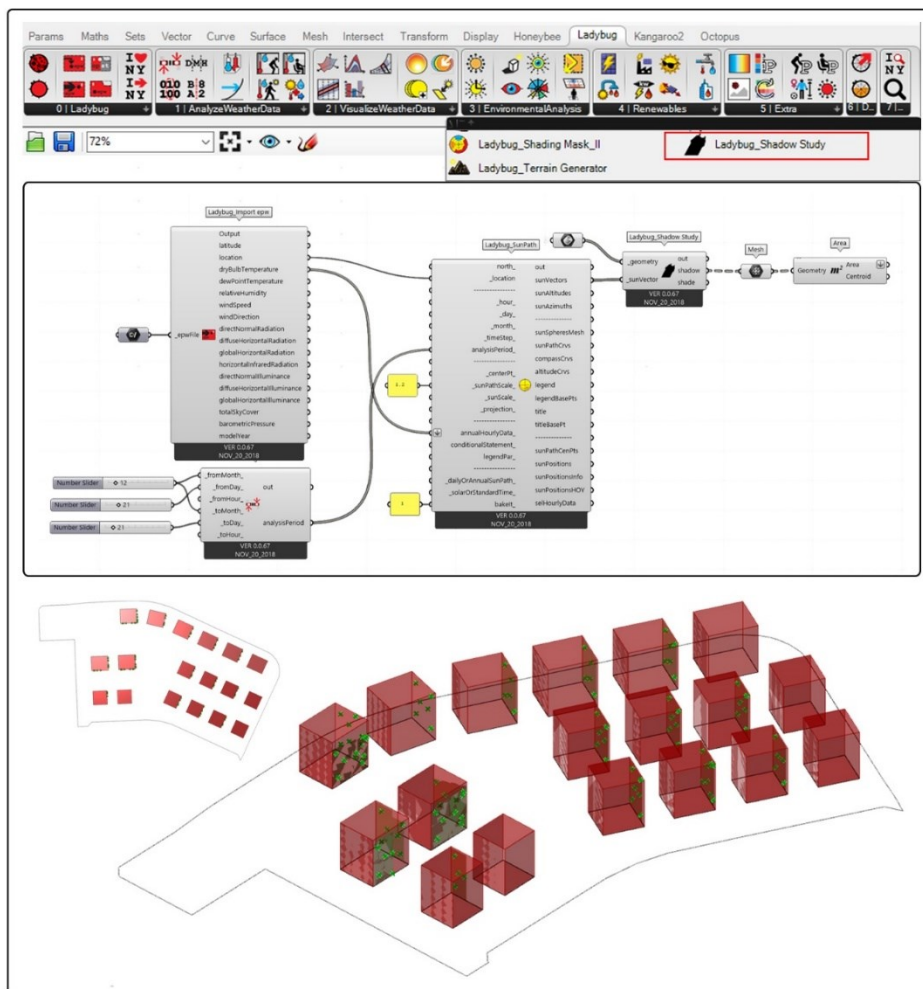 Params Maths Sets Vector Curve Surface Mesh Intersect Transform Display Honeybee Ladybug Kangaroo2 Octopus
0 | Ladybug 1 | AnalyzeWeatherData 2 | VisualizeWeatherData 3 | EnvironmentalAnalysis 4 | Renewables 5 | Extra 6 | D... 7 |...
72%
Ladybug_Shading Mask_II
Ladybug_Shadow Study
Ladybug_Terrain Generator
Ladybug_Import epw
Output
latitude
location
dryBulbTemperature
dewPointTemperature
relativeHumidity
windSpeed
windDirection
directNormalRadiation
diffuseHorizontalRadiation
globalHorizontalRadiation
horizontalInfraredRadiation
directNormalIlluminance
diffuseHorizontalIlluminance
globalHorizontalIlluminance
totalSkyCover
barometricPressure
modelYear
_epwFile
VER 0.0.67
NOV_20_2018
Number Slider 12
Number Slider 21
Number Slider 21
_fromMonth_
_fromDay_
_fromHour_
_toMonth_
_toDay_
_toHour_
out
analysisPeriod
VER 0.0.67
NOV_20_2018
Ladybug_SunPath
north_
_location
_hour_
_day_
_month_
_timeStep_
analysisPeriod_
_centerPt_
_sunPathScale_
_sunScale_
_projection_
annualHourlyData_
conditionalStatement_
legendPar_
_dailyOrAnnualSunPath_
_solarOrStandardTime_
bakeIt_
out
sunVectors
sunAltitudes
sunAzimuths
sunSpheresMesh
sunPathCrvs
compassCrvs
altitudeCrvs
legend
legendBasePts
title
titleBasePt
sunPathCenPts
sunPositions
sunPositionsInfo
sunPositionsHOY
selHourlyData
VER 0.0.67
NOV_20_2018
Ladybug_Shadow Study
_geometry
_sunVector
out
shadow
shade
VER 0.0.67
NOV_20_2018
Mesh
Area
Geometry m² Area
Centroid